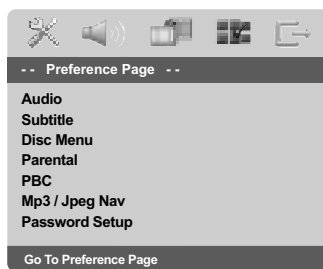 - -  Preference Page  - -
Audio
Subtitle
Disc Menu
Parental
PBC
Mp3 / Jpeg Nav
Password Setup
Go To Preference Page